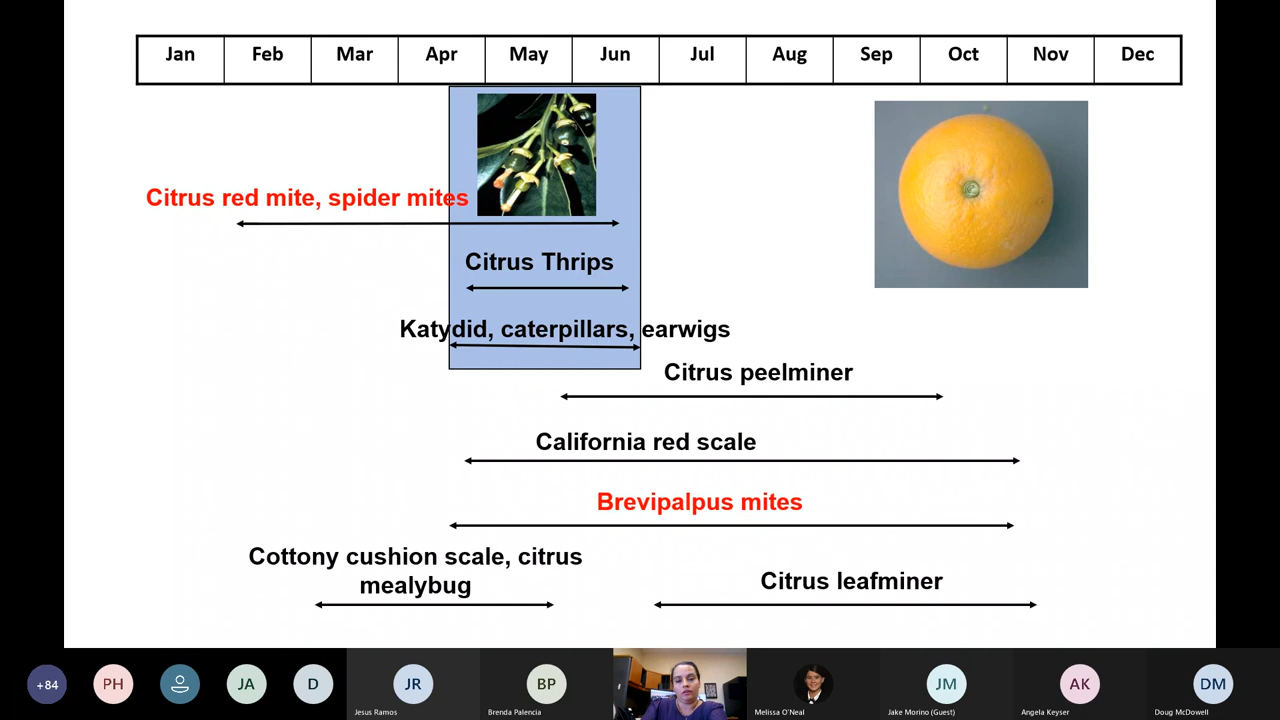 Jan Feb Mar Apr May Jun Jul Aug Sep Oct Nov Dec
Citrus red mite, spider mites
Citrus Thrips
Katydid, caterpillars, earwigs
Citrus peelminer
California red scale
Brevipalpus mites
Cottony cushion scale, citrus
mealybug
Citrus leafminer
+84 PH JA D JR BP JM AK DM
Jesus Ramos Brenda Palencia Melissa O'Neal Jake Morino (Guest) Angela Keyser Doug McDowell